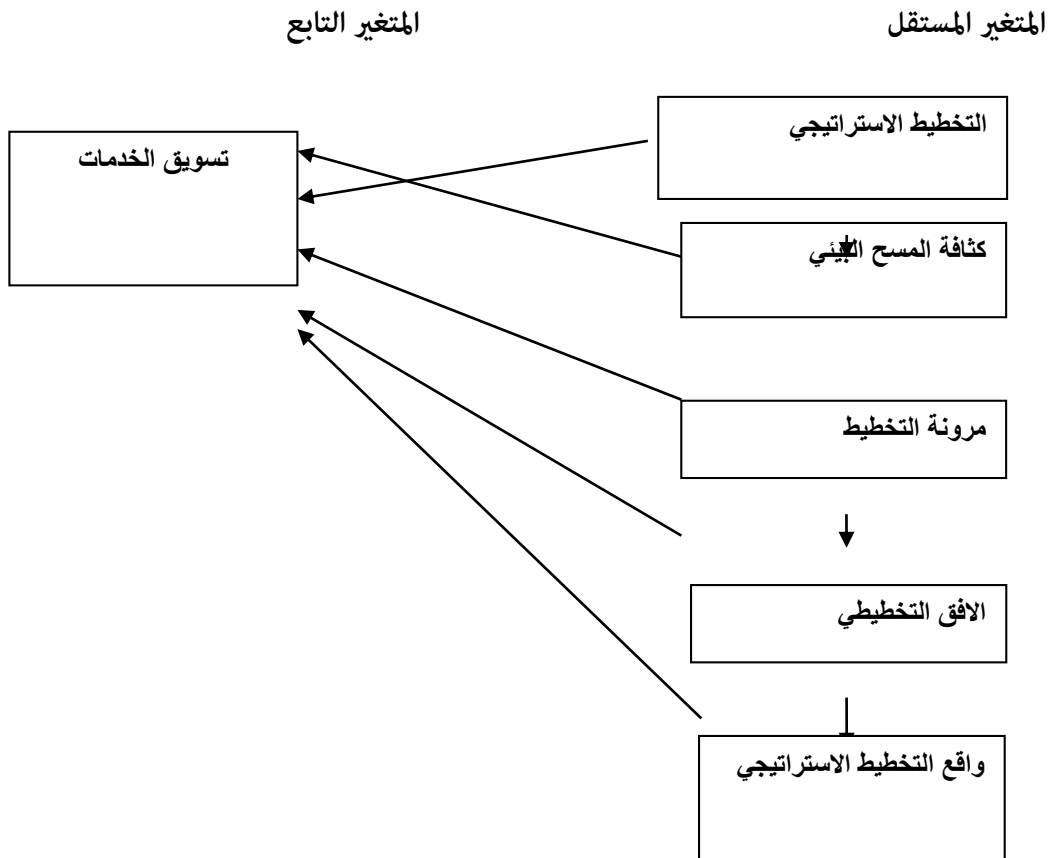 المتغير المستقل
المتغير التابع
التخطيط الاستراتيجي
تسويق الخدمات
كثافة المسح البيئي
مرونة التخطيط
الافق التخطيطي
واقع التخطيط الاستراتيجي